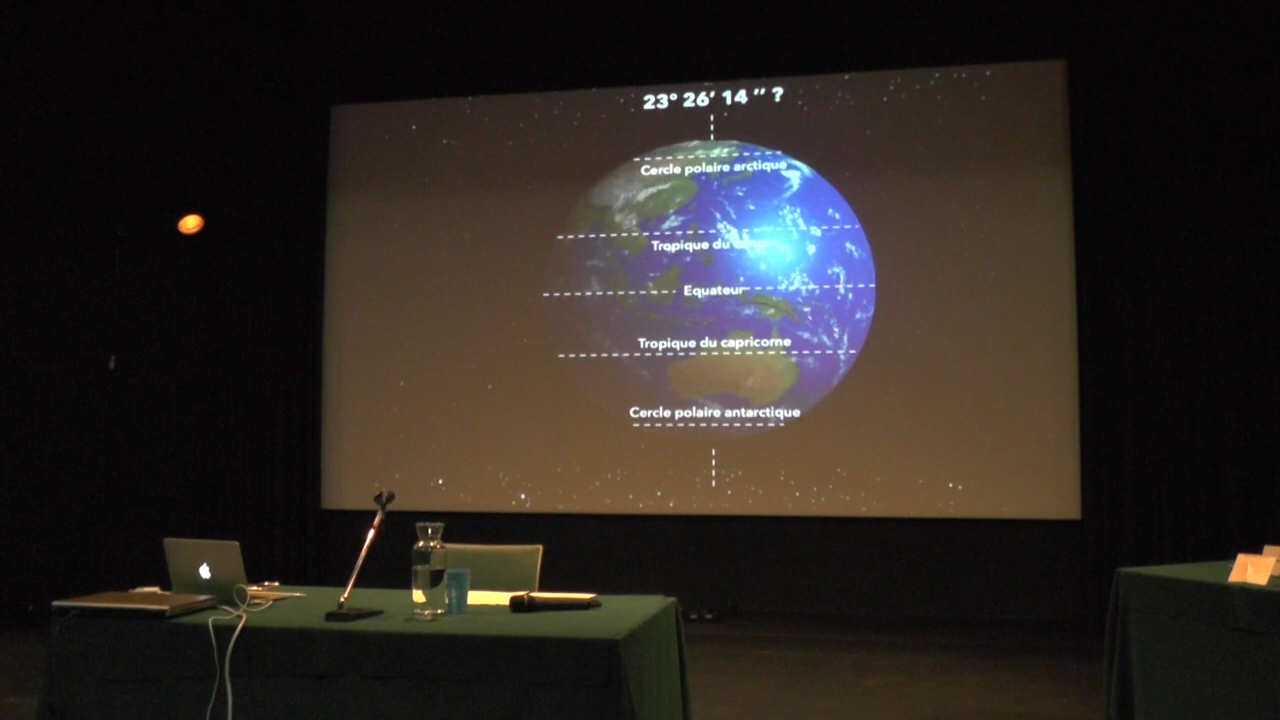 23° 26' 14 " ?
Cercle polaire arctique
Tropique du
Equateur
Tropique du capricorne
Cercle polaire antarctique